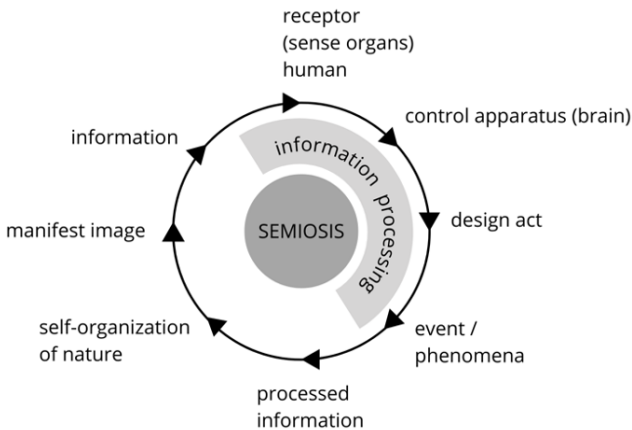 receptor
(sense organs)
human
control apparatus (brain)
design act
event /
phenomena
processed
information
self-organization
of nature
manifest image
information
information processing
SEMIOSIS